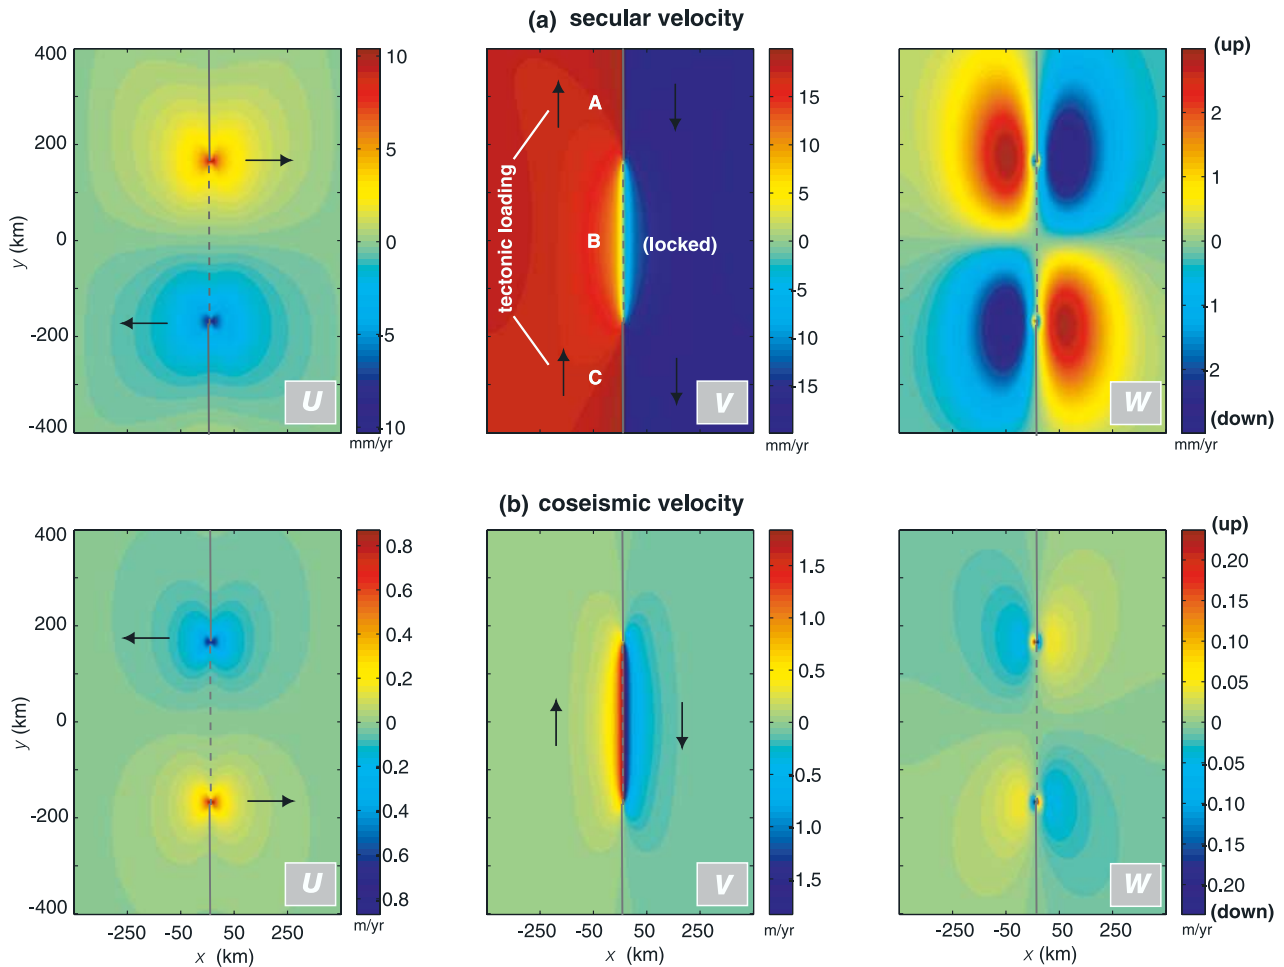 (a) secular velocity
400
200
0
-200
-400
y (km)
U
10
5
0
-5
10
mm/yr
A
B
C
tectonic loading
(locked)
V
15
10
5
0
-5
-10
-15
mm/yr
W
(up)
2
1
0
-1
-2
(down)
mm/yr
(b) coseismic velocity
400
200
0
-200
-400
y (km)
-250 -50 50 250
x (km)
U
0.8
0.6
0.4
0.2
0
0.2
0.4
0.6
0.8
m/yr
-250 -50 50 250
x (km)
V
1.5
1.0
0.5
0
-0.5
1.0
-1.5
m/yr
-250 -50 50 250
x (km)
W
(up)
0.20
0.15
0.10
0.05
0
-0.05
-0.10
0.15
-0.20
(down)
m/yr